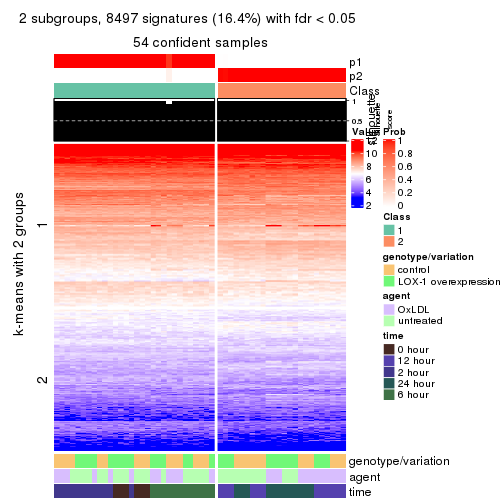 2 subgroups, 8497 signatures (16.4%) with fdr < 0.05
54 confident samples
p1
p2
Class
1
0.5
Silhouette
score
k-means with 2 groups
1
2
Prob
10
8
6
4
2
1
0.8
0.6
0.4
0.2
0
Class
1
2
genotype/variation
control
LOX-1 overexpression
agent
OxLDL
untreated
time
0 hour
12 hour
2 hour
24 hour
6 hour
genotype/variation
agent
time